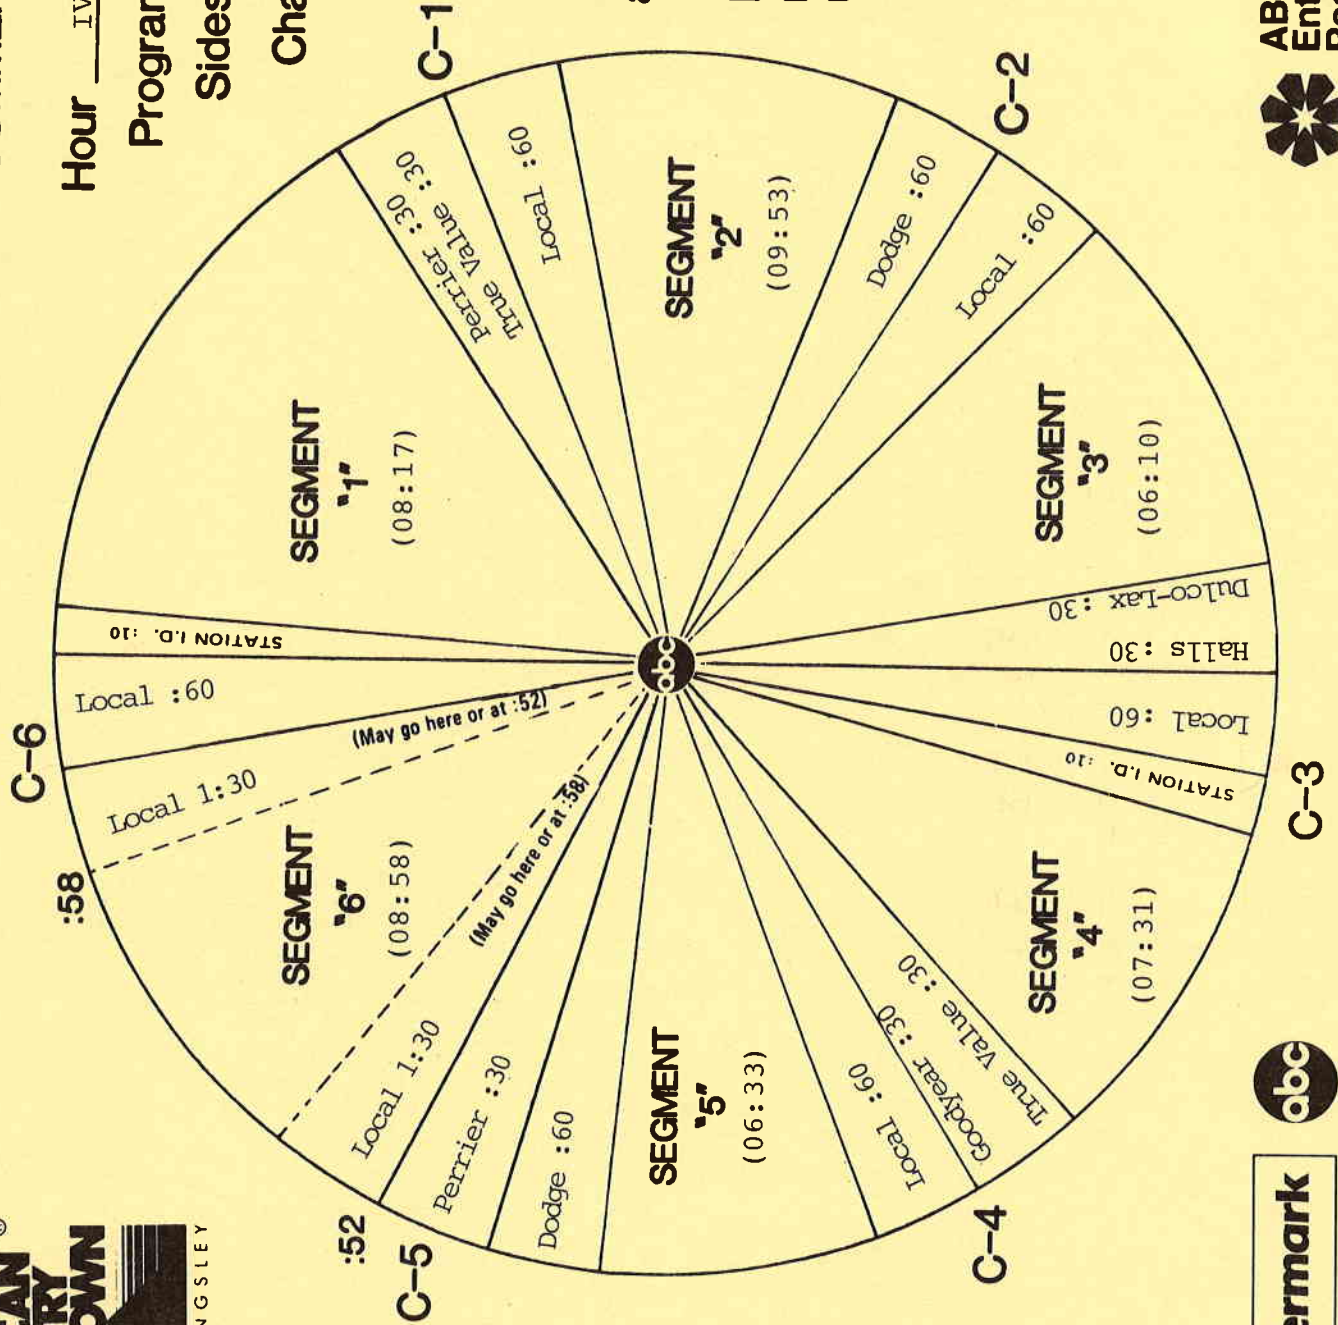 Hour IV
Program
Sides
C-1
SEGMENT
"1"
(08:17)
Perrier :30
True Value :30
Local :60
SEGMENT
"2"
(09:53)
Dodge :60
C-2
Local :60
SEGMENT
"3"
(06:10)
Dulco-Lax :30
Halls :30
Local :60
STATION I.D. :10
C-3
SEGMENT
"4"
(07:31)
True Value :30
Goodyear :30
C-4
Local :60
SEGMENT
"5"
(06:33)
Dodge :60
C-5
Perrier :30
:52
Local 1:30
(May go here or at :58)
SEGMENT
"6"
(08:58)
:58
(May go here or at :52)
Local 1:30
C-6
Local :60
STATION I.D. :10
abc
abc